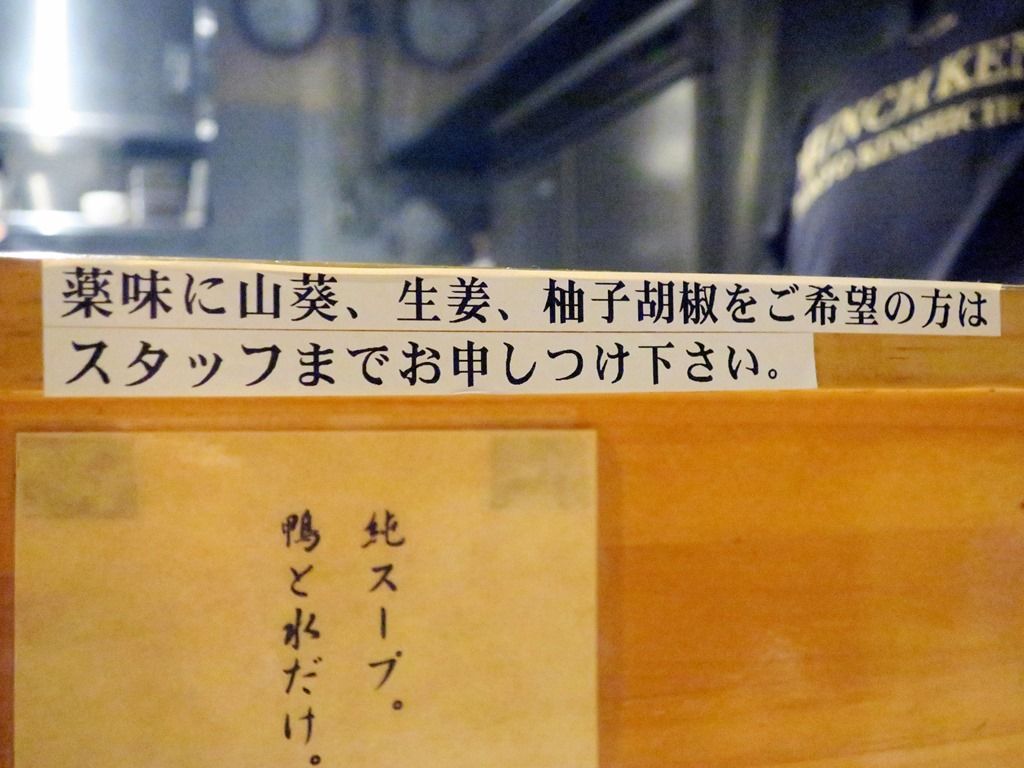 薬味に山葵、生姜、柚子胡椒をご希望の方は
スタッフまでお申しつけ下さい。
純スープ。
鴨と水だけ。